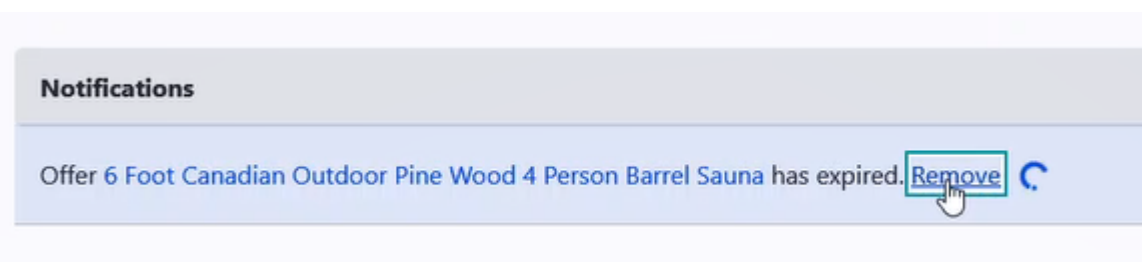 Notifications
Offer 6 Foot Canadian Outdoor Pine Wood 4 Person Barrel Sauna has expired. Remove